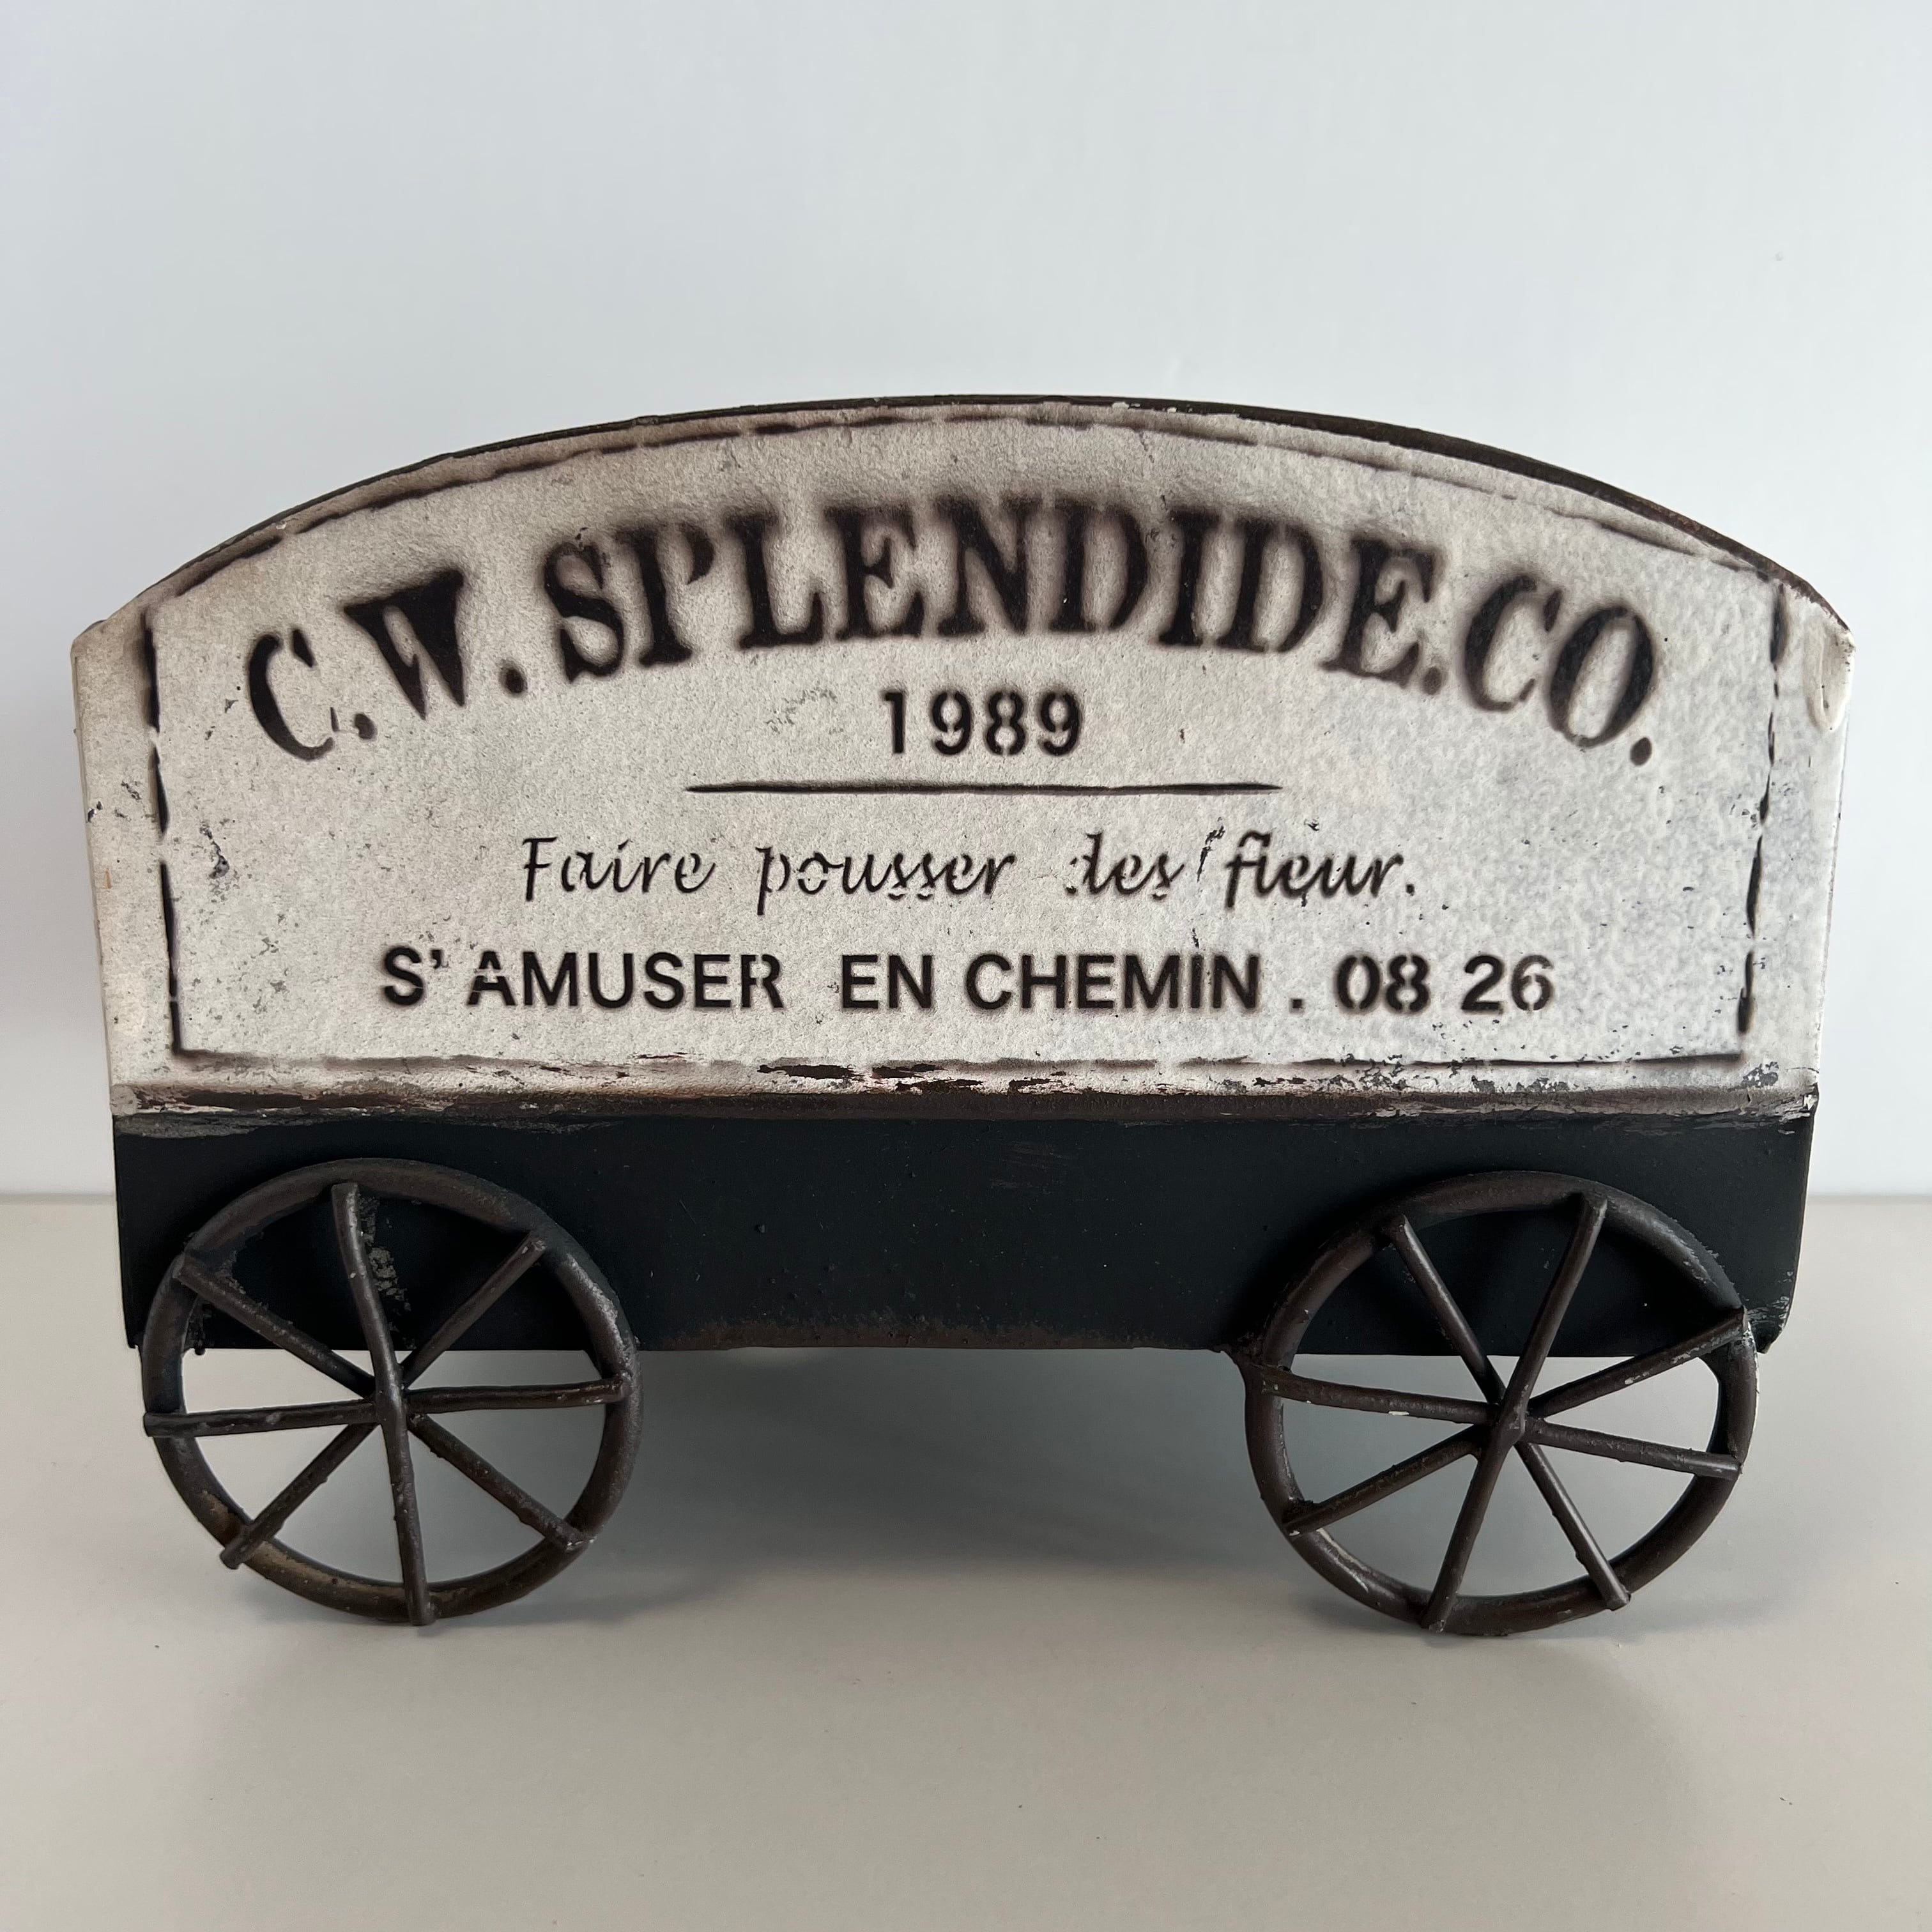 C.W. SPLENDIDE.CO.
1989
Faire pousser des fleur.
S'AMUSER EN CHEMIN . 08 26